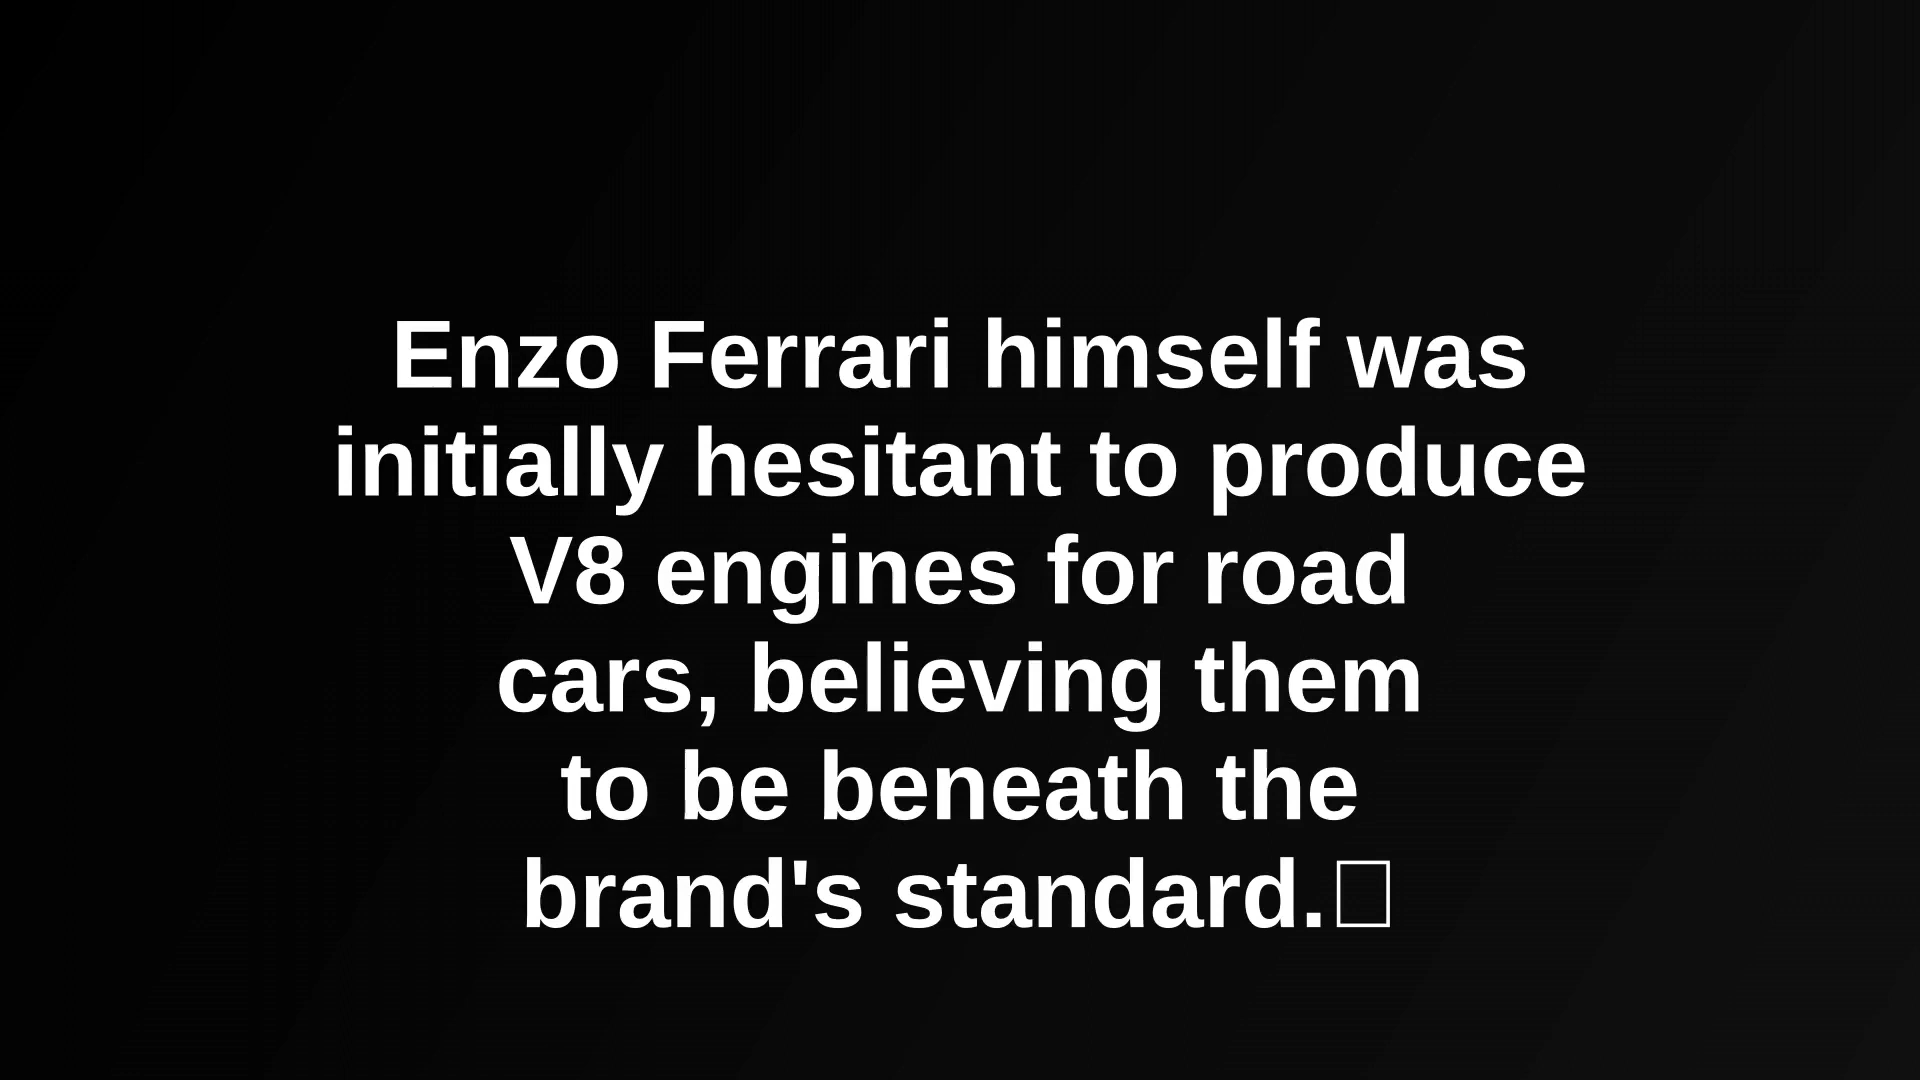 Enzo Ferrari himself was
initially hesitant to produce
V8 engines for road
cars, believing them
to be beneath the
brand's standard.